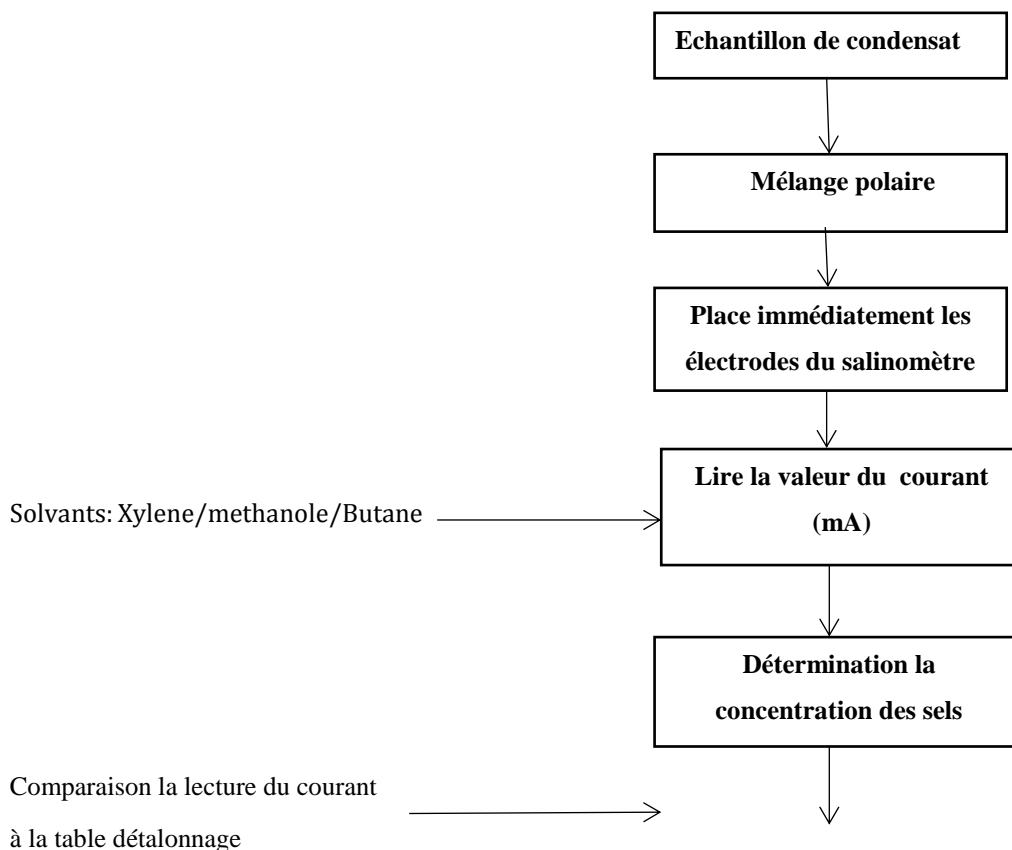 Echantillon de condensat
Mélange polaire
Place immédiatement les
électrodes du salinomètre
Lire la valeur du courant
(mA)
Solvants: Xylene/methanole/Butane
Détermination la
concentration des sels
Comparaison la lecture du courant
à la table détalonnage